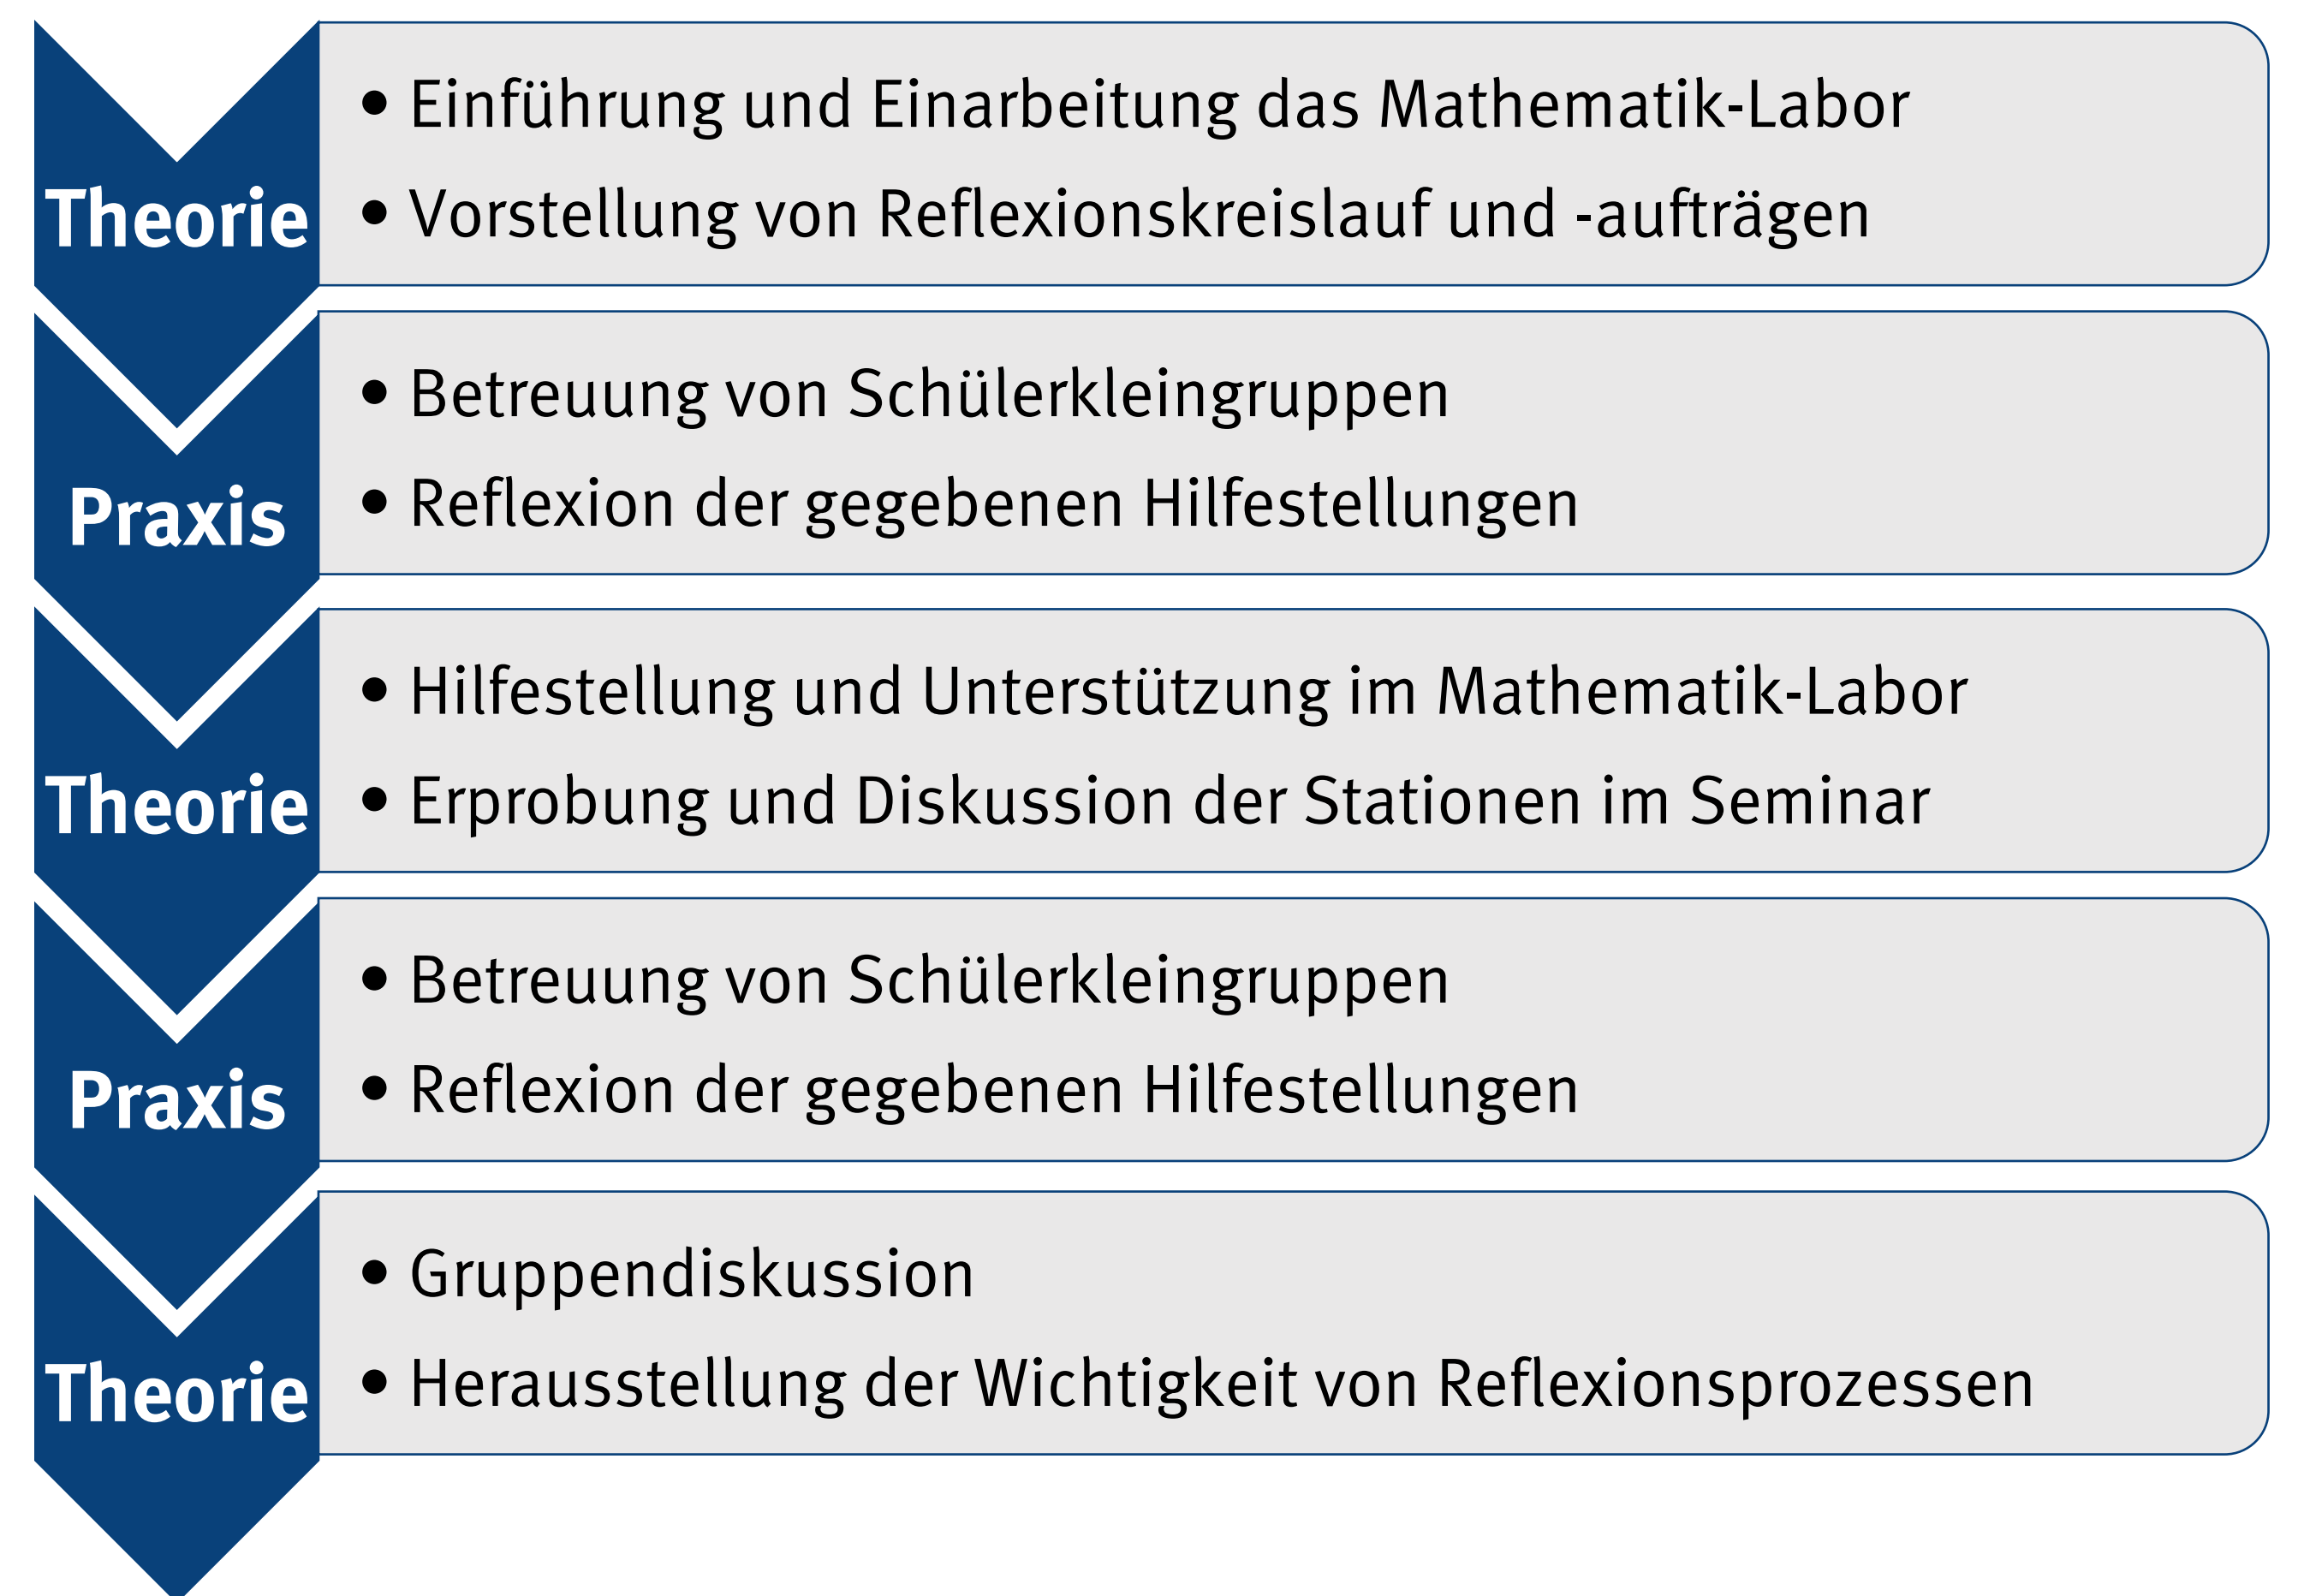 Theorie
• Einführung und Einarbeitung das Mathematik-Labor
• Vorstellung von Reflexionskreislauf und -aufträgen
Praxis
• Betreuung von Schülerkleingruppen
• Reflexion der gegebenen Hilfestellungen
Theorie
• Hilfestellung und Unterstützung im Mathematik-Labor
• Erprobung und Diskussion der Stationen im Seminar
Praxis
• Betreuung von Schülerkleingruppen
• Reflexion der gegebenen Hilfestellungen
Theorie
• Gruppendiskussion
• Herausstellung der Wichtigkeit von Reflexionsprozessen